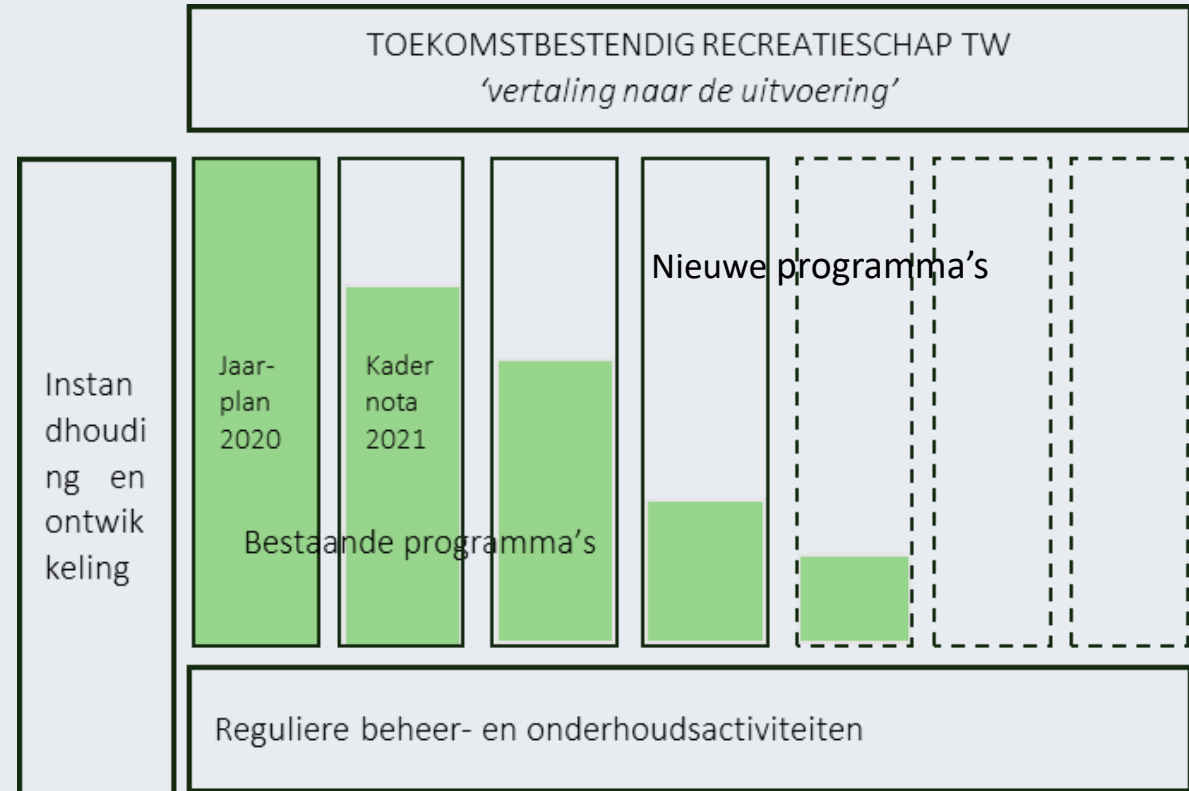 TOEKOMSTBESTENDIG RECREATIESCHAP TW
‘vertaling naar de uitvoering’
Nieuwe programma’s
Instan
dhoudi
ng en
ontwik
keling
Jaar-
plan
2020
Kader
nota
2021
Bestaande programma’s
Reguliere beheer- en onderhoudsactiviteiten